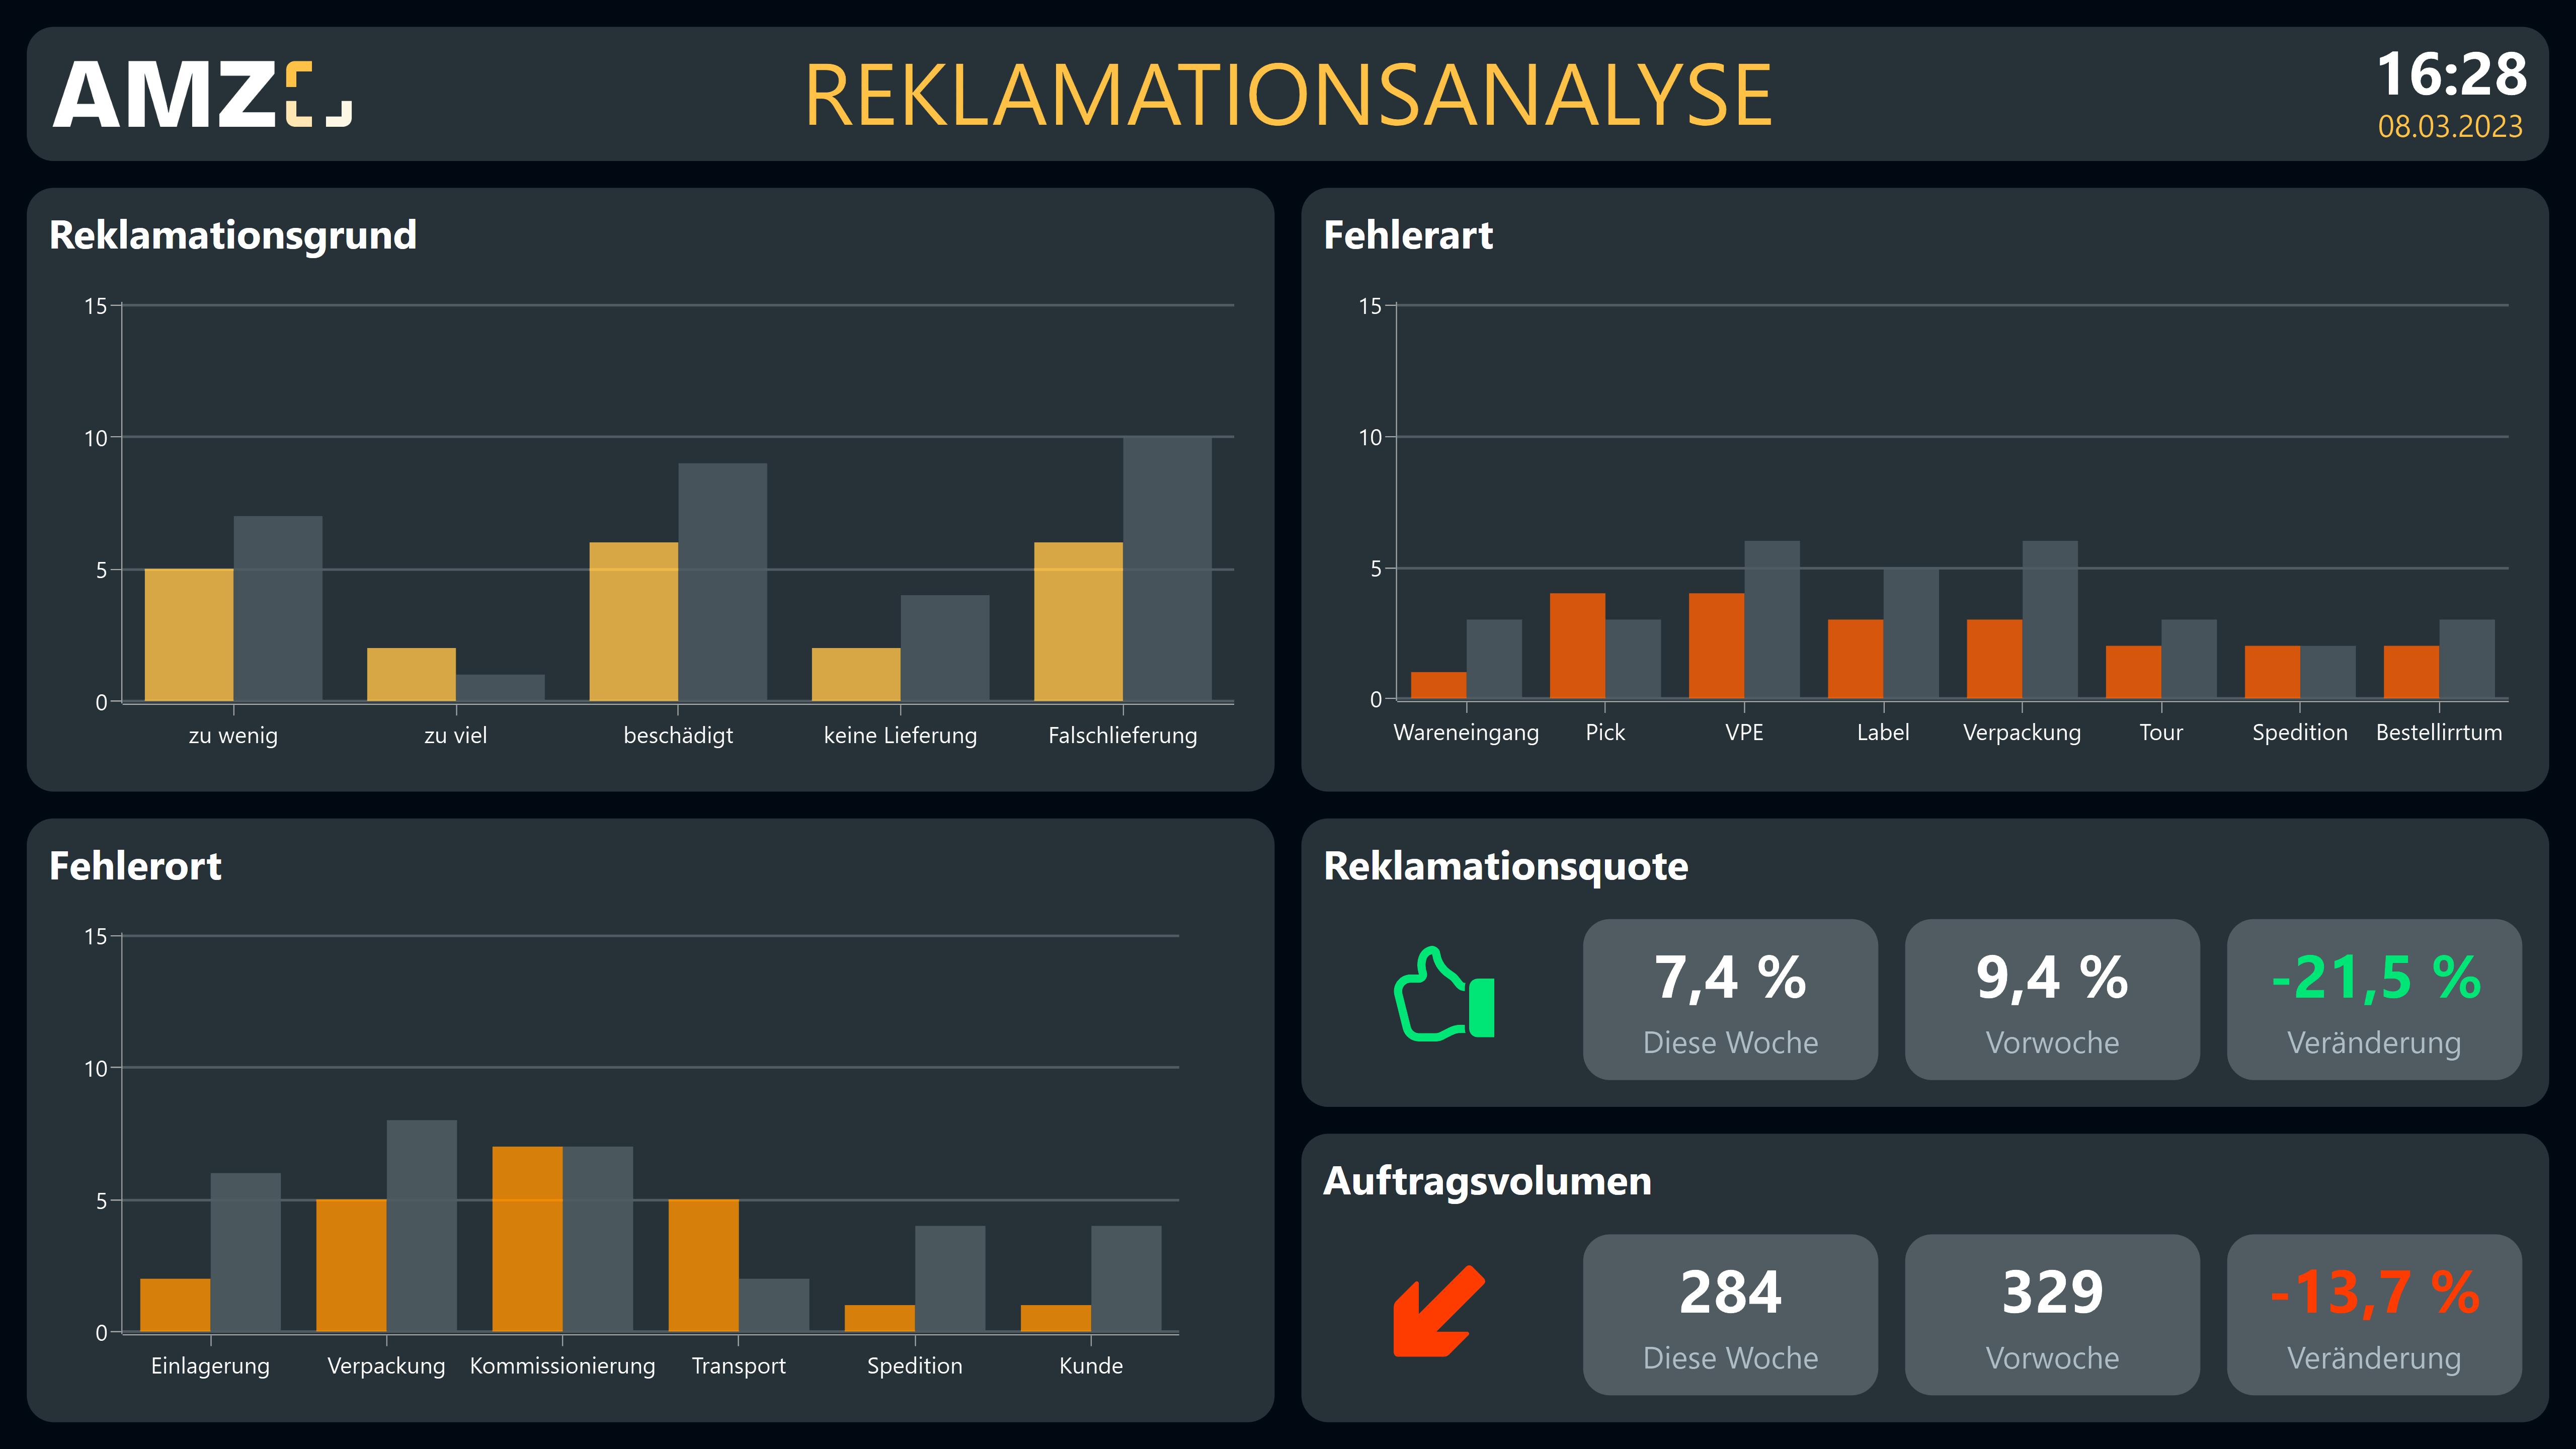 AMZ
REKLAMATIONSANALYSE
16:28
08.03.2023
Reklamationsgrund
15
10
5
0
zu wenig zu viel beschädigt keine Lieferung Falschlieferung
Fehlerart
15
10
5
0
Wareneingang Pick VPE Label Verpackung Tour Spedition Bestellirrtum
Fehlerort
15
10
5
0
Einlagerung Verpackung Kommissionierung Transport Spedition Kunde
Reklamationsquote
7,4 % 9,4 % -21,5 %
Diese Woche Vorwoche Veränderung
Auftragsvolumen
284 329 -13,7 %
Diese Woche Vorwoche Veränderung